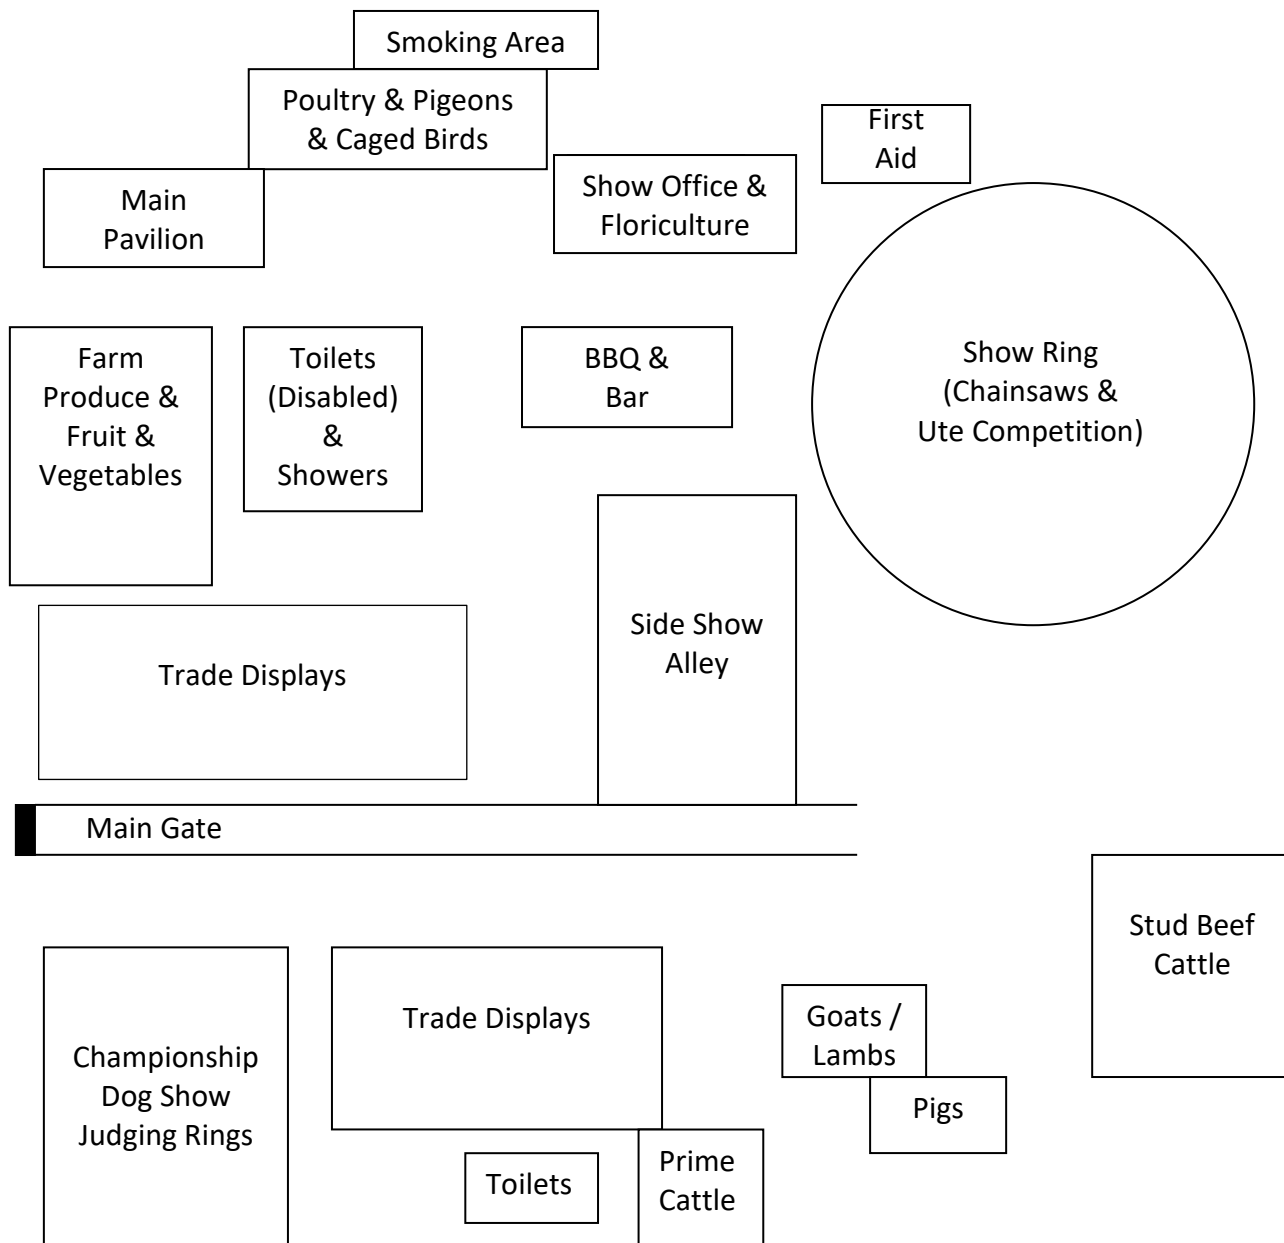 Smoking Area
Poultry & Pigeons
& Caged Birds
First
Aid
Main
Pavilion
Show Office &
Floriculture
Farm
Produce &
Fruit &
Vegetables
Toilets
(Disabled)
&
Showers
BBQ &
Bar
Show Ring
(Chainsaws &
Ute Competition)
Side Show
Alley
Trade Displays
Main Gate
Stud Beef
Cattle
Championship
Dog Show
Judging Rings
Trade Displays
Goats /
Lambs
Pigs
Toilets
Prime
Cattle